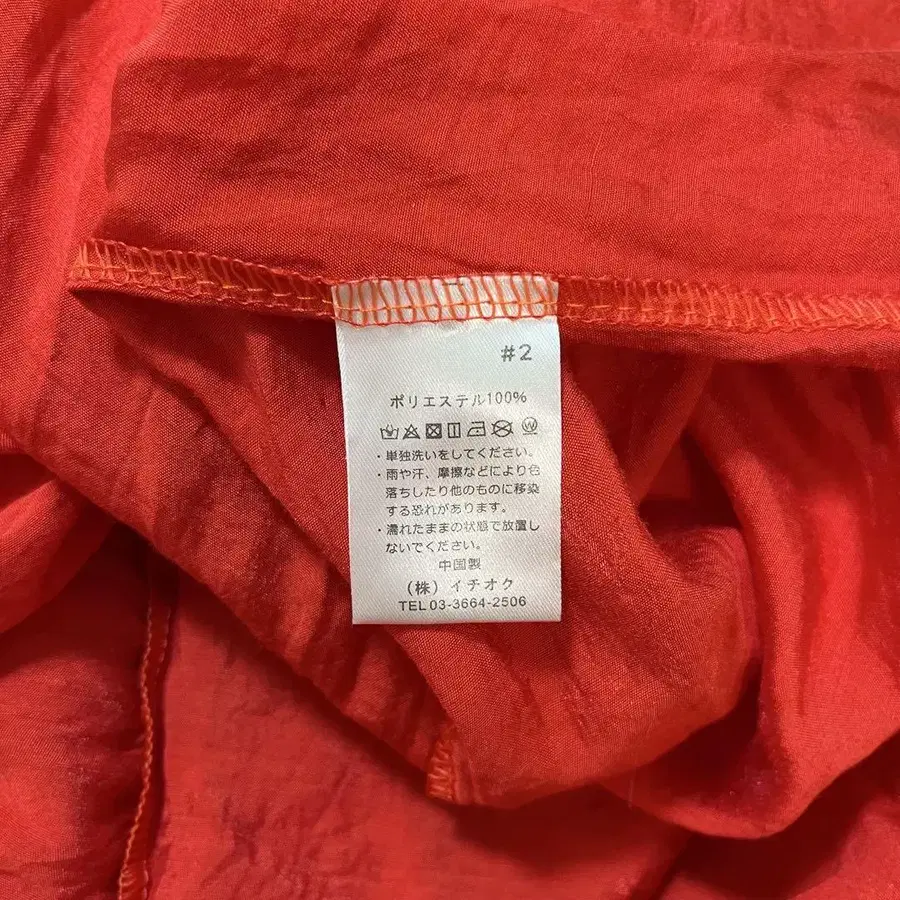 #2
ポリエステル100%
・単独洗いをしてください。
・雨や汗、摩擦などにより色
落ちしたり他のものに移染
する恐れがあります。
・濡れたままの状態で放置し
ないでください。
中国製
(株)イチオク
TEL03-3664-2506